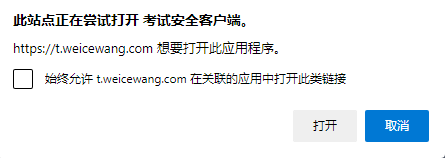 此站点正在尝试打开 考试安全客户端。
https://t.weicewang.com 想要打开此应用程序。
始终允许 t.weicewang.com 在关联的应用中打开此类链接
打开 取消